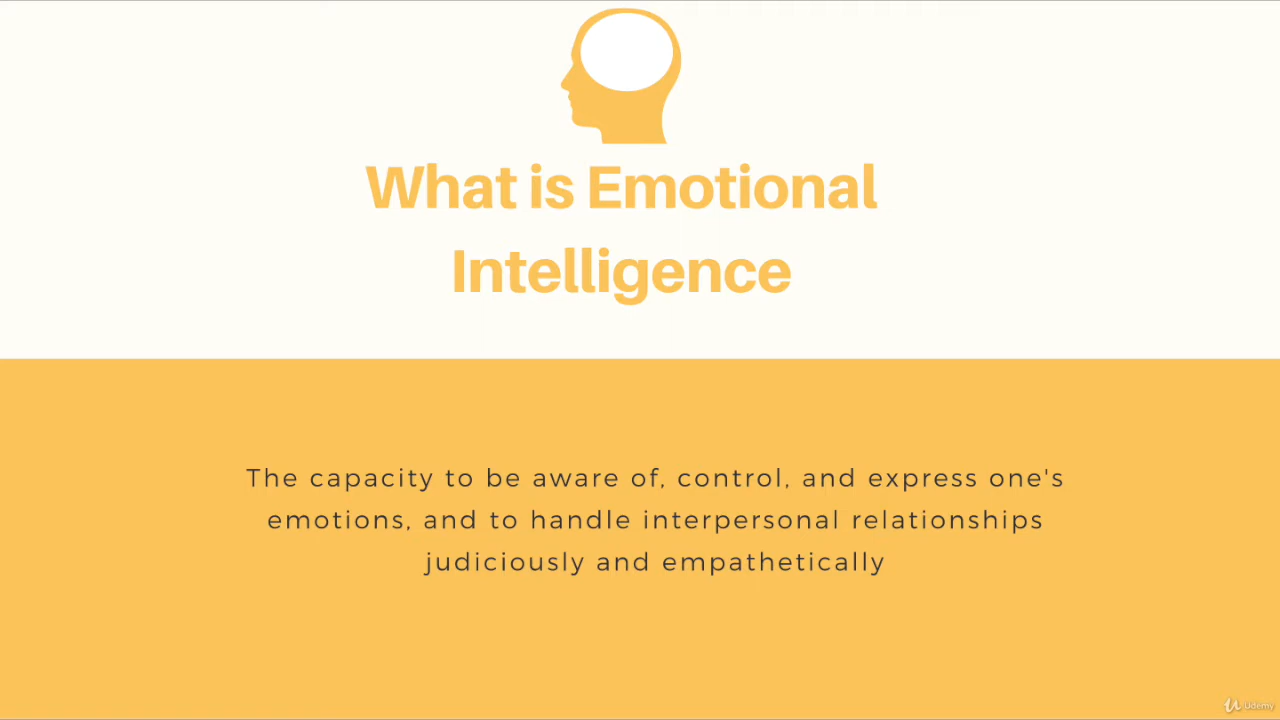 What is Emotional
Intelligence
The capacity to be aware of, control, and express one's
emotions, and to handle interpersonal relationships
judiciously and empathetically
Udemy